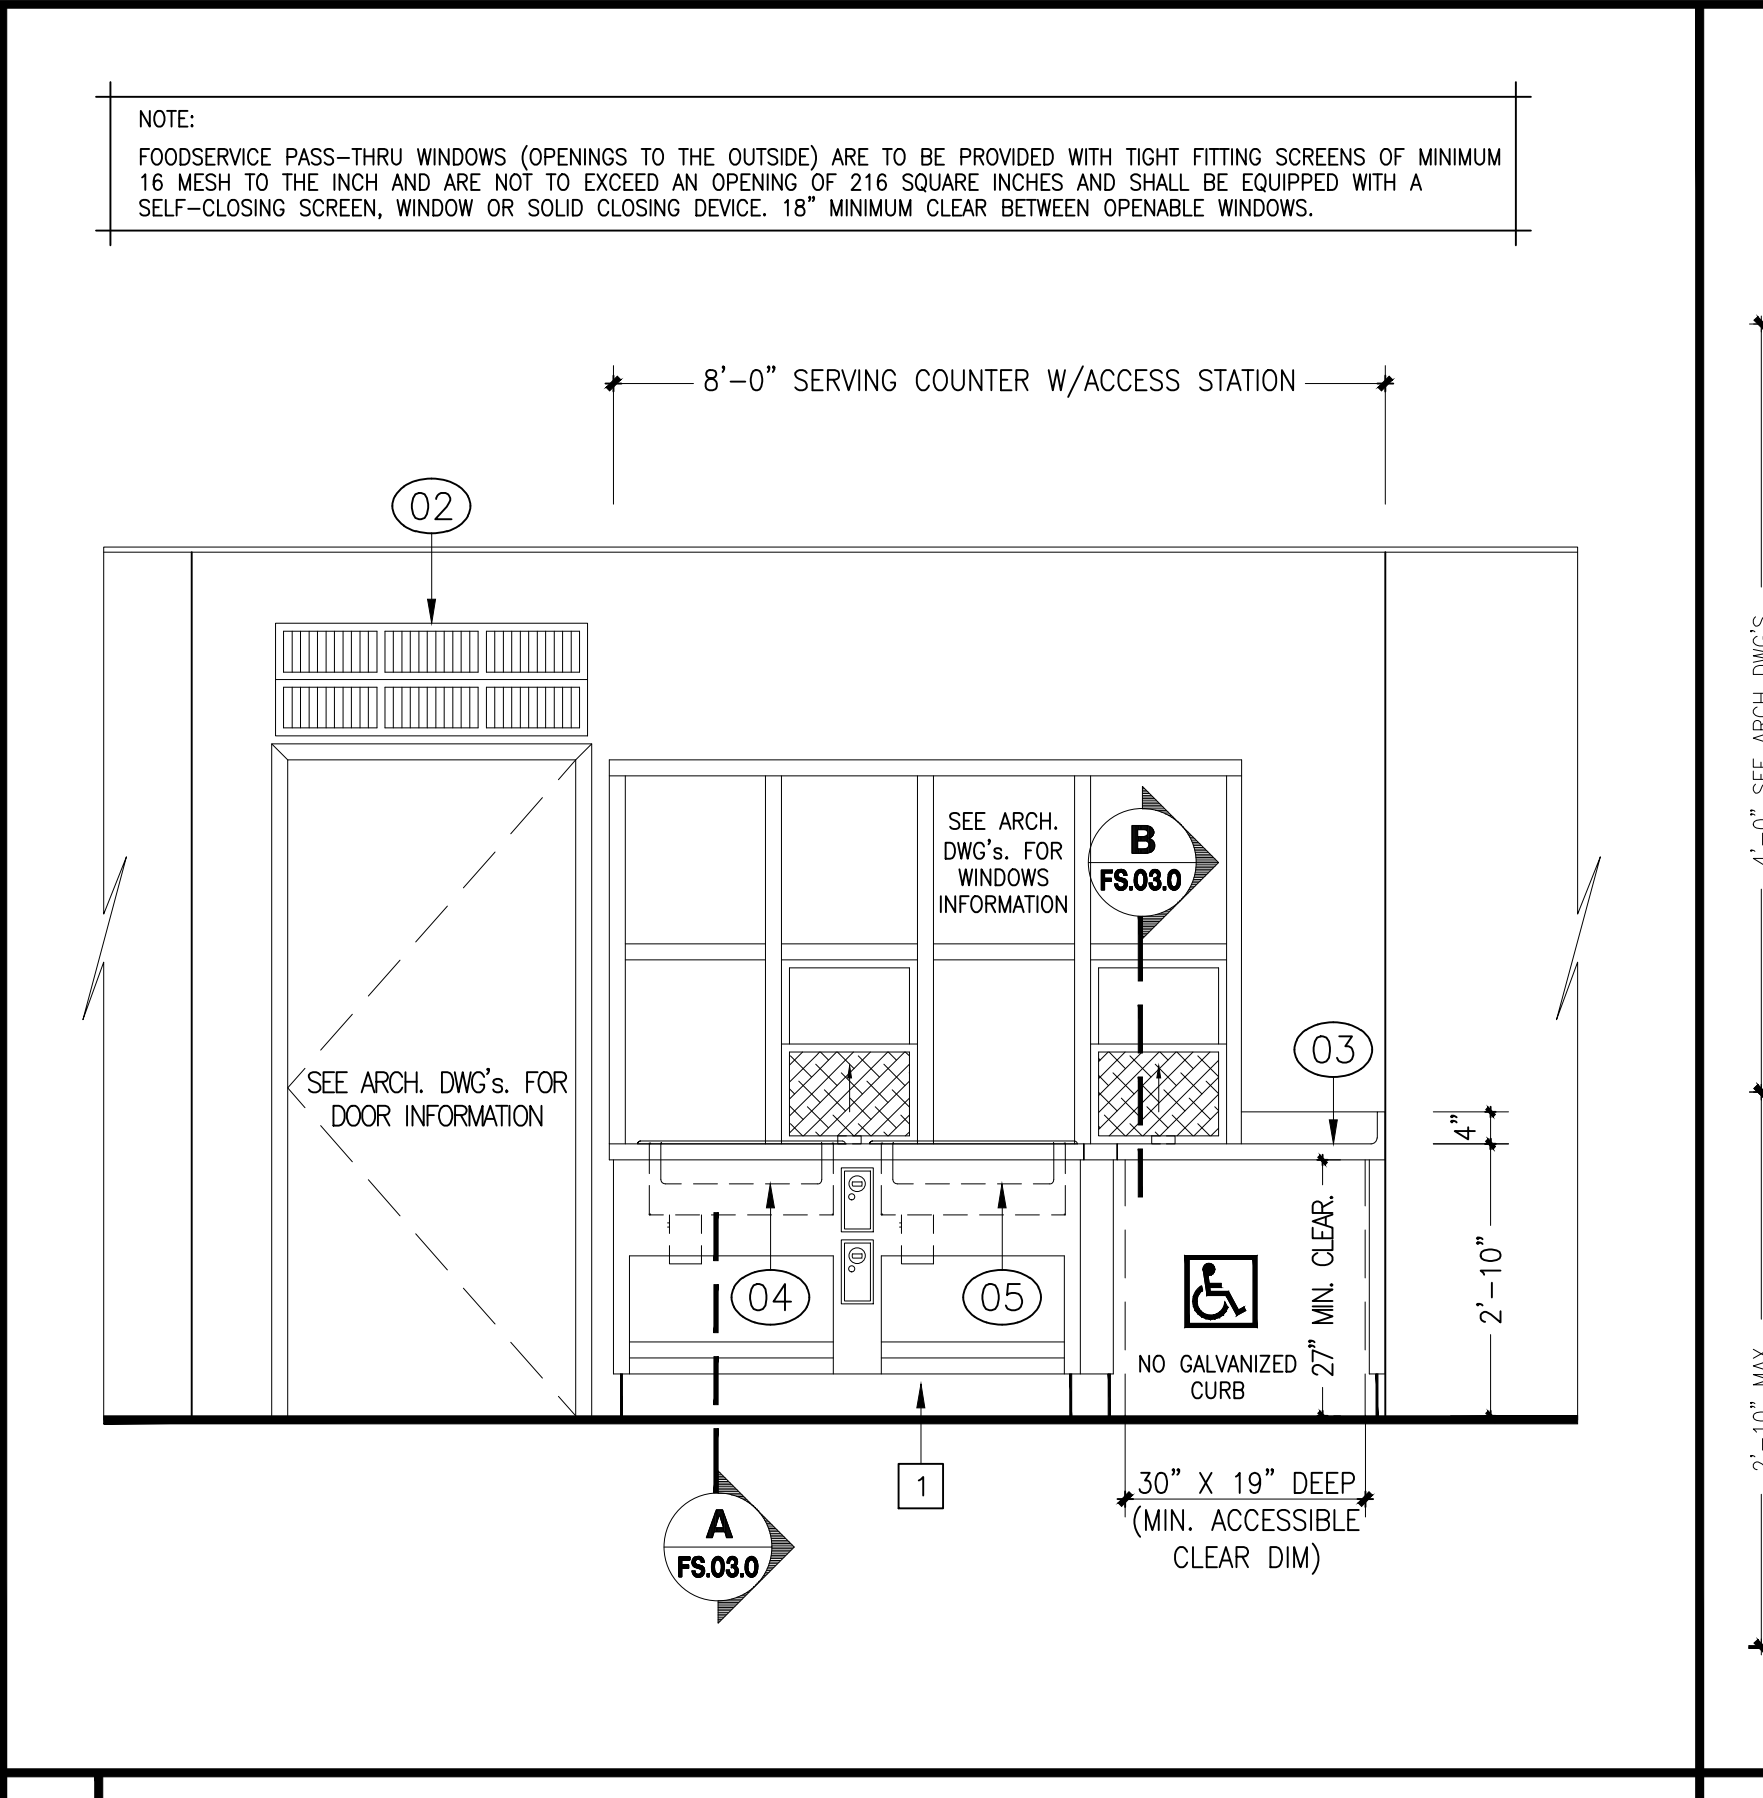 NOTE:
FOODSERVICE PASS-THRU WINDOWS (OPENINGS TO THE OUTSIDE) ARE TO BE PROVIDED WITH TIGHT FITTING SCREENS OF MINIMUM
16 MESH TO THE INCH AND ARE NOT TO EXCEED AN OPENING OF 216 SQUARE INCHES AND SHALL BE EQUIPPED WITH A
SELF-CLOSING SCREEN, WINDOW OR SOLID CLOSING DEVICE. 18" MINIMUM CLEAR BETWEEN OPENABLE WINDOWS.
8'-0" SERVING COUNTER W/ACCESS STATION
02
SEE ARCH.
DWG's. FOR
WINDOWS
INFORMATION
B
FS.03.0
03
SEE ARCH. DWG's. FOR
DOOR INFORMATION
4"
27" MIN. CLEAR.
2'-10"
04
05
NO GALVANIZED
CURB
1
30" X 19" DEEP
(MIN. ACCESSIBLE
CLEAR DIM)
A
FS.03.0
4'-0" SEE ARCH DWG'S
2'-10" MAX